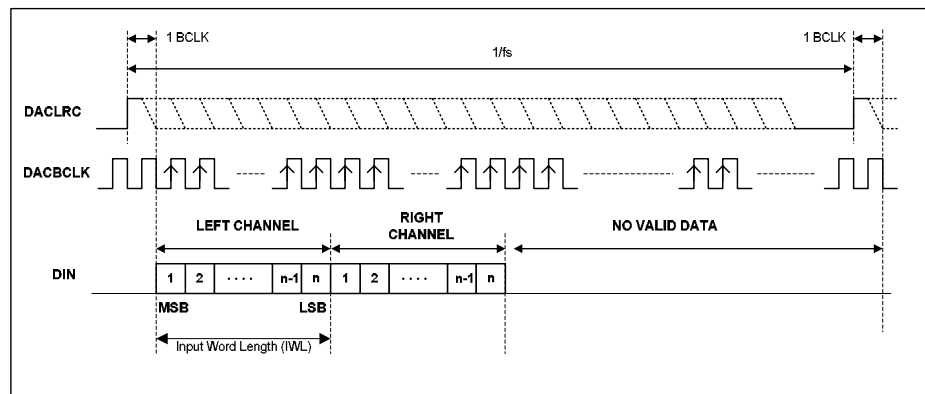 1 BCLK
1 BCLK
1/fs
DACLRC
DACBCLK
LEFT CHANNEL
RIGHT
CHANNEL
NO VALID DATA
DIN
1 2 .... n-1 n 1 2 .... n-1 n
MSB LSB
Input Word Length (IWL)